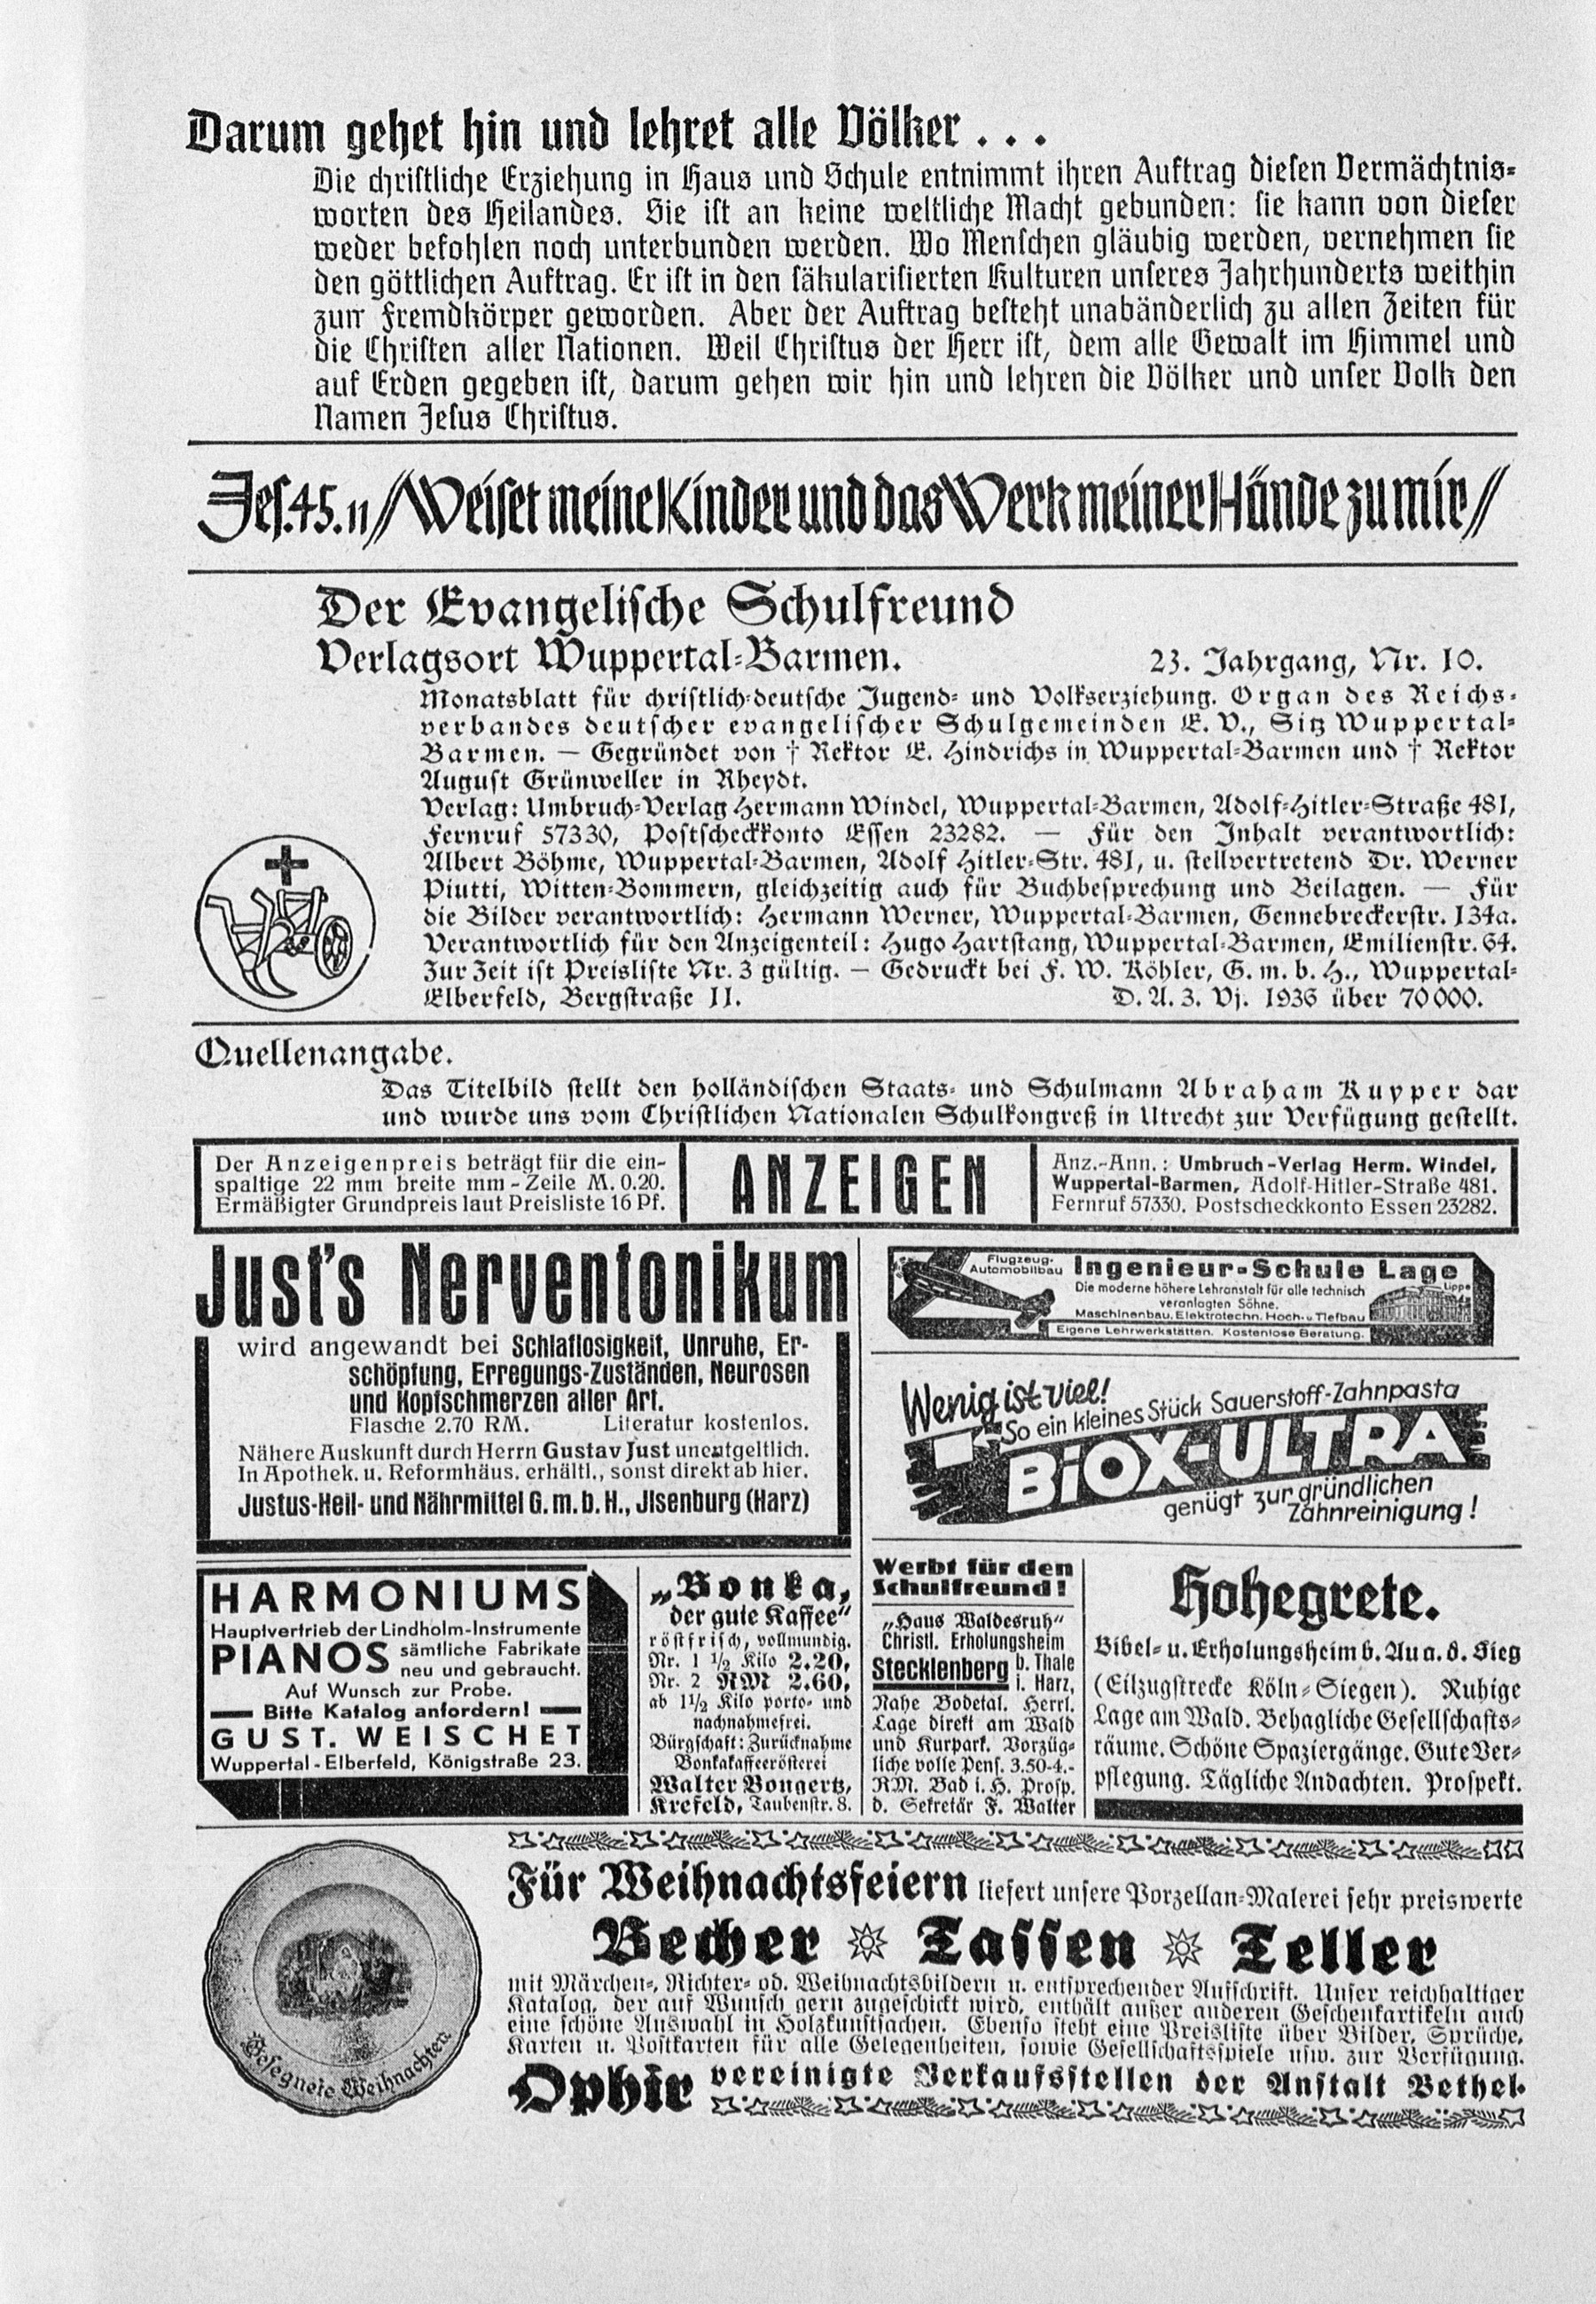 Darum gehet hin und lehret alle Völker . . .
Die christliche Erziehung in Haus und Schule entnimmt ihren Auftrag diesen Vermächtnis-
worten des Heilandes. Sie ist an keine weltliche Macht gebunden: sie kann von dieser
weder befohlen noch unterbunden werden. Wo Menschen gläubig werden, vernehmen sie
den göttlichen Auftrag. Er ist in den säkularisierten Kulturen unseres Jahrhunderts weithin
zum Fremdkörper geworden. Aber der Auftrag besteht unabänderlich zu allen Zeiten für
die Christen aller Nationen. Weil Christus der Herr ist, dem alle Gewalt im Himmel und
auf Erden gegeben ist, darum gehen wir hin und lehren die Völker und unser Volk den
Namen Jesus Christus.
Jes. 45. 11 // Weiset meine Kinder und das Werk meiner Hände zu mir //
Der Evangelische Schulfreund
Verlagsort Wuppertal-Barmen. 23. Jahrgang, Nr. 10.
Monatsblatt für christlich-deutsche Jugend- und Volkserziehung. Organ des Reichs-
verbandes deutscher evangelischer Schulgemeinden E. V., Sitz Wuppertal-
Barmen. — Gegründet von † Rektor E. Hindrichs in Wuppertal-Barmen und † Rektor
August Grünweller in Rheydt.
Verlag: Umbruch-Verlag Hermann Windel, Wuppertal-Barmen, Adolf-Hitler-Straße 481,
Fernruf 57330, Postscheckkonto Essen 23282. — Für den Inhalt verantwortlich:
Albert Böhme, Wuppertal-Barmen, Adolf Hitler-Str. 481, u. stellvertretend Dr. Werner
Piutti, Witten-Bommern, gleichzeitig auch für Buchbesprechung und Beilagen. — Für
die Bilder verantwortlich: Hermann Werner, Wuppertal-Barmen, Gennebreckerstr. 134a.
Verantwortlich für den Anzeigenteil: Hugo Hartstang, Wuppertal-Barmen, Emilienstr. 64.
Zur Zeit ist Preisliste Nr. 3 gültig. — Gedruckt bei F. W. Köhler, G. m. b. H., Wuppertal-
Elberfeld, Bergstraße 11. D. A. 3. Vj. 1936 über 70000.
Quellenangabe.
Das Titelbild stellt den holländischen Staats- und Schulmann Abraham Kuyper dar
und wurde uns vom Christlichen Nationalen Schulkongreß in Utrecht zur Verfügung gestellt.
Der Anzeigenpreis beträgt für die ein-
spaltige 22 mm breite mm-Zeile M. 0.20.
Ermäßigter Grundpreis laut Preisliste 16 Pf.
ANZEIGEN
Anz.-Ann.: Umbruch-Verlag Herm. Windel,
Wuppertal-Barmen, Adolf-Hitler-Straße 481.
Fernruf 57330. Postscheckkonto Essen 23282.
Just's Nerventonikum
wird angewandt bei Schlaflosigkeit, Unruhe, Er-
schöpfung, Erregungs-Zuständen, Neurosen
und Kopfschmerzen aller Art.
Flasche 2.70 RM. Literatur kostenlos.
Nähere Auskunft durch Herrn Gustav Just unentgeltlich.
In Apothek. u. Reformhäus. erhältl., sonst direkt ab hier.
Justus-Heil- und Nährmittel G. m. b. H., Jlsenburg (Harz)
Flugzeug-
Automobilbau
Ingenieur-Schule Lage
Lippe
Die moderne höhere Lehranstalt für alle technisch
veranlagten Söhne.
Maschinenbau, Elektrotechn. Hoch- u Tiefbau
Eigene Lehrwerkstätten. Kostenlose Beratung.
Wenig ist viel!
So ein kleines Stück Sauerstoff-Zahnpasta
BiOX-ULTRA
genügt zur gründlichen
Zahnreinigung!
HARMONIUMS
Hauptvertrieb der Lindholm-Instrumente
PIANOS sämtliche Fabrikate
neu und gebraucht.
Auf Wunsch zur Probe.
Bitte Katalog anfordern!
GUST. WEISCHET
Wuppertal-Elberfeld, Königstraße 23.
„Bonka,
der gute Kaffee"
röstfrisch, vollmundig.
Nr. 1 1/2 Kilo 2.20,
Nr. 2 RM 2.60,
ab 1 1/2 Kilo porto- und
nachnahmefrei.
Bürgschaft: Zurücknahme
Bonkakaffeerösterei
Walter Bongertz,
Krefeld, Taubenstr. 8.
Werbt für den
Schulfreund!
„Haus Waldesruh"
Christl. Erholungsheim
Stecklenberg b. Thale
i. Harz,
Nahe Bodetal. Herrl.
Lage direkt am Wald
und Kurpark. Vorzüg-
liche volle Pens. 3.50-4.-
RM. Bad i. H. Prosp.
d. Sekretär F. Walter
Hohegrete.
Bibel- u. Erholungsheim b. Au a. d. Sieg
(Eilzugstrecke Köln-Siegen). Ruhige
Lage am Wald. Behagliche Gesellschafts-
räume. Schöne Spaziergänge. Gute Ver-
pflegung. Tägliche Andachten. Prospekt.
Gesegnete Weihnachten
Für Weihnachtsfeiern liefert unsere Porzellan-Malerei sehr preiswerte
Becher Tassen Teller
mit Märchen-, Richter- od. Weihnachtsbildern u. entsprechender Aufschrift. Unser reichhaltiger
Katalog, der auf Wunsch gern zugeschickt wird, enthält außer anderen Geschenkartikeln auch
eine schöne Auswahl in Holzkunstsachen. Ebenso steht eine Preisliste über Bilder, Sprüche,
Karten u. Postkarten für alle Gelegenheiten, sowie Gesellschaftsspiele usw. zur Verfügung.
Ophir vereinigte Verkaufsstellen der Anstalt Bethel.